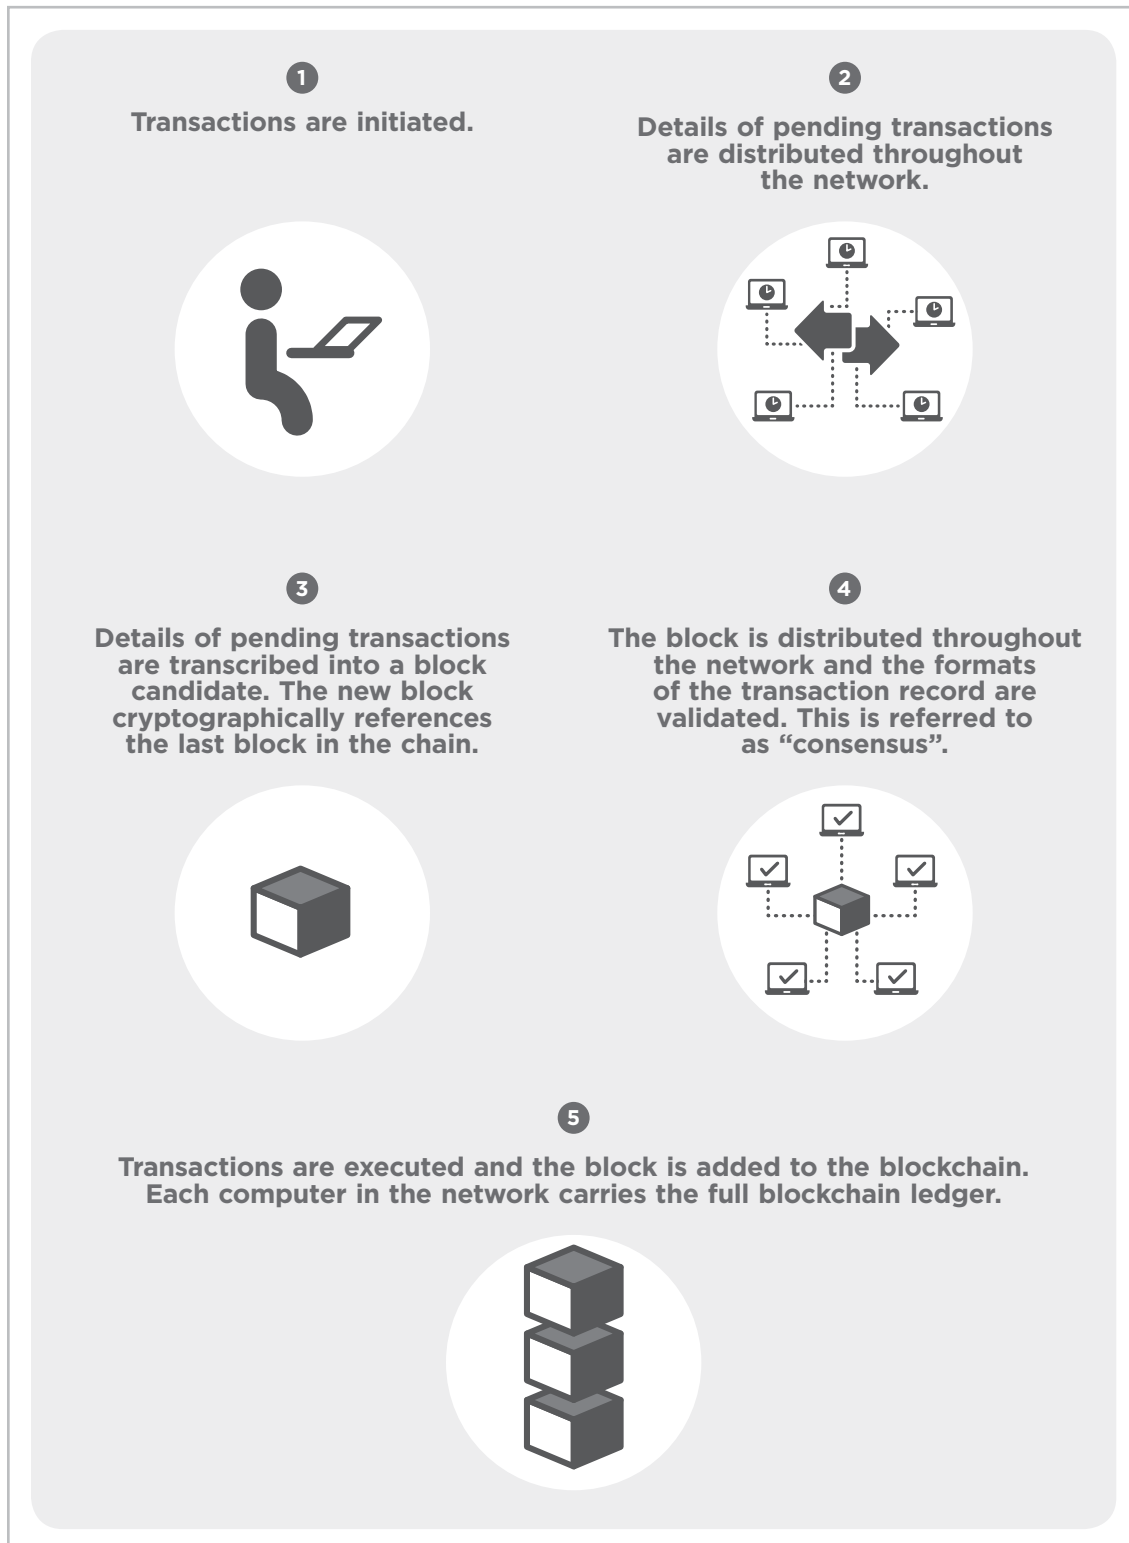 1
Transactions are initiated.
2
Details of pending transactions
are distributed throughout
the network.
3
Details of pending transactions
are transcribed into a block
candidate. The new block
cryptographically references
the last block in the chain.
4
The block is distributed throughout
the network and the formats
of the transaction record are
validated. This is referred to
as “consensus”.
5
Transactions are executed and the block is added to the blockchain.
Each computer in the network carries the full blockchain ledger.